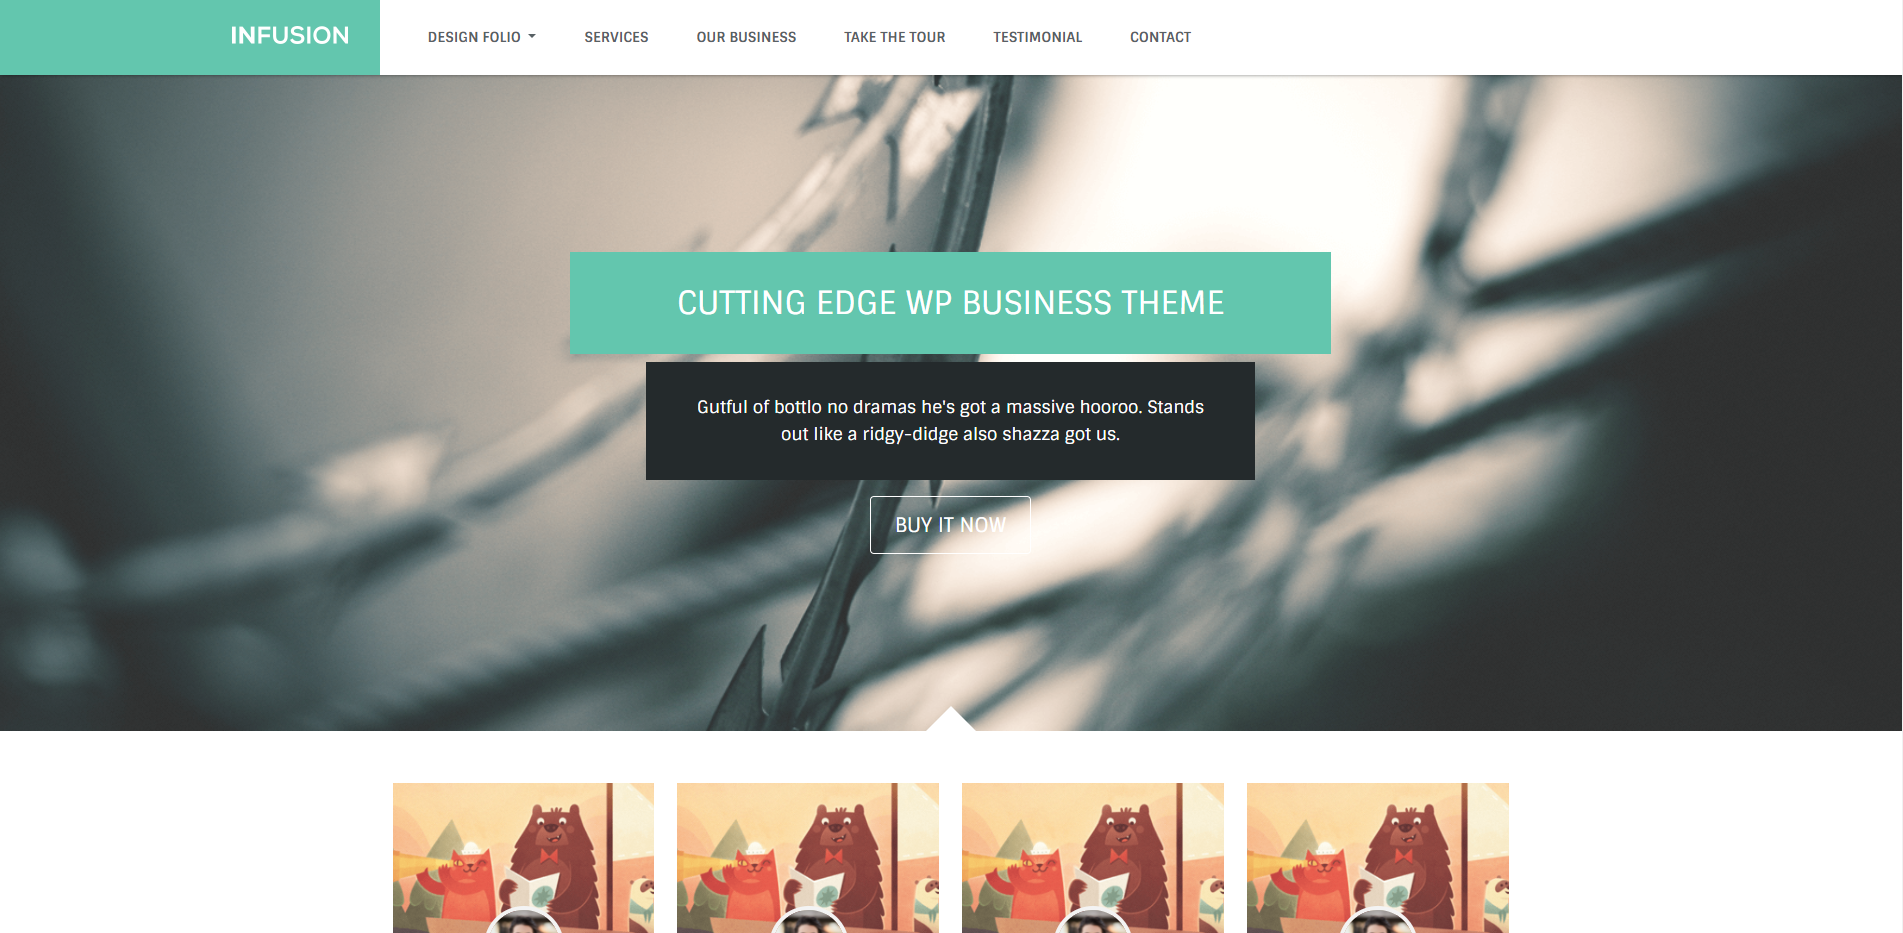 INFUSION
DESIGN FOLIO
SERVICES
OUR BUSINESS
TAKE THE TOUR
TESTIMONIAL
CONTACT
CUTTING EDGE WP BUSINESS THEME
Gutful of bottlo no dramas he's got a massive hooroo. Stands
out like a ridgy-didge also shazza got us.
BUY IT NOW